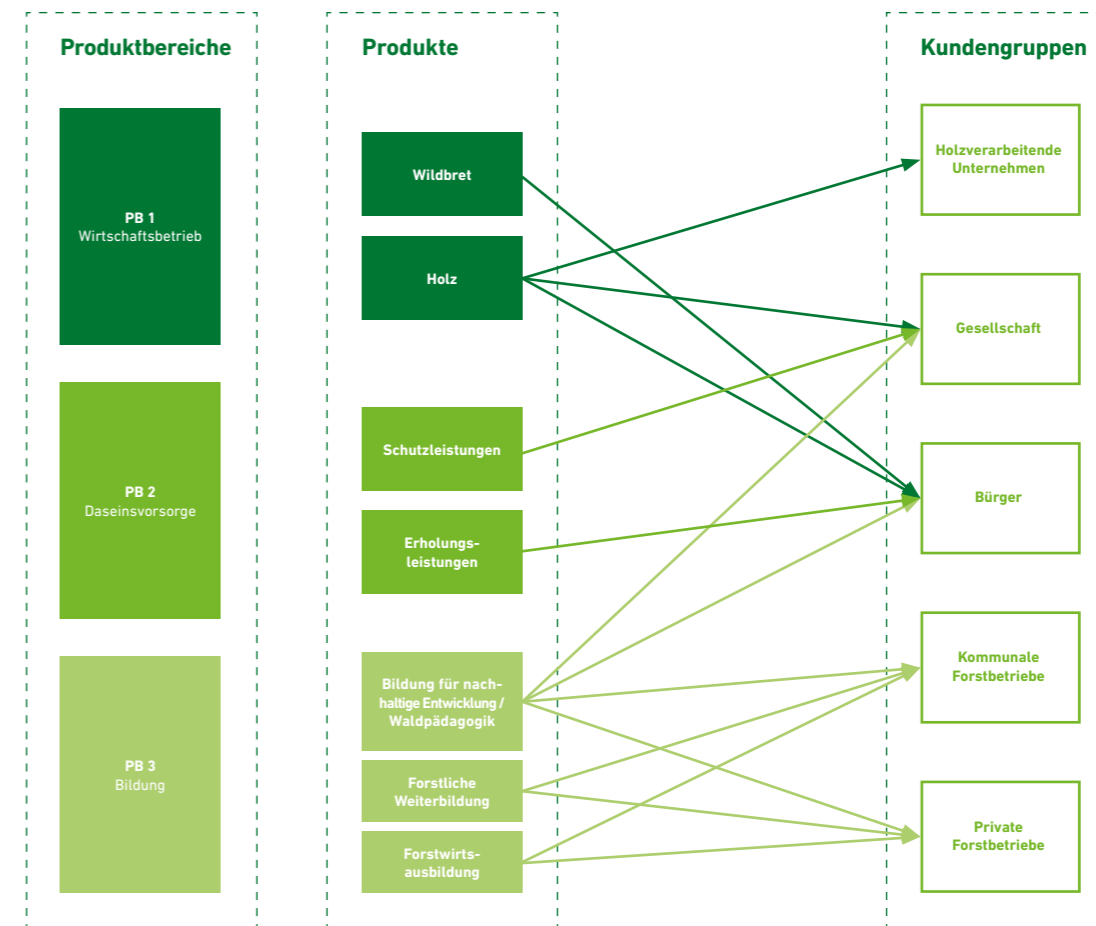 Produktbereiche
PB 1
Wirtschaftsbetrieb
PB 2
Daseinsvorsorge
PB 3
Bildung
Produkte
Wildbret
Holz
Schutzleistungen
Erholungs-
leistungen
Bildung für nach-
haltige Entwicklung /
Waldpädagogik
Forstliche
Weiterbildung
Forstwirts-
ausbildung
Kundengruppen
Holzverarbeitende
Unternehmen
Gesellschaft
Bürger
Kommunale
Forstbetriebe
Private
Forstbetriebe